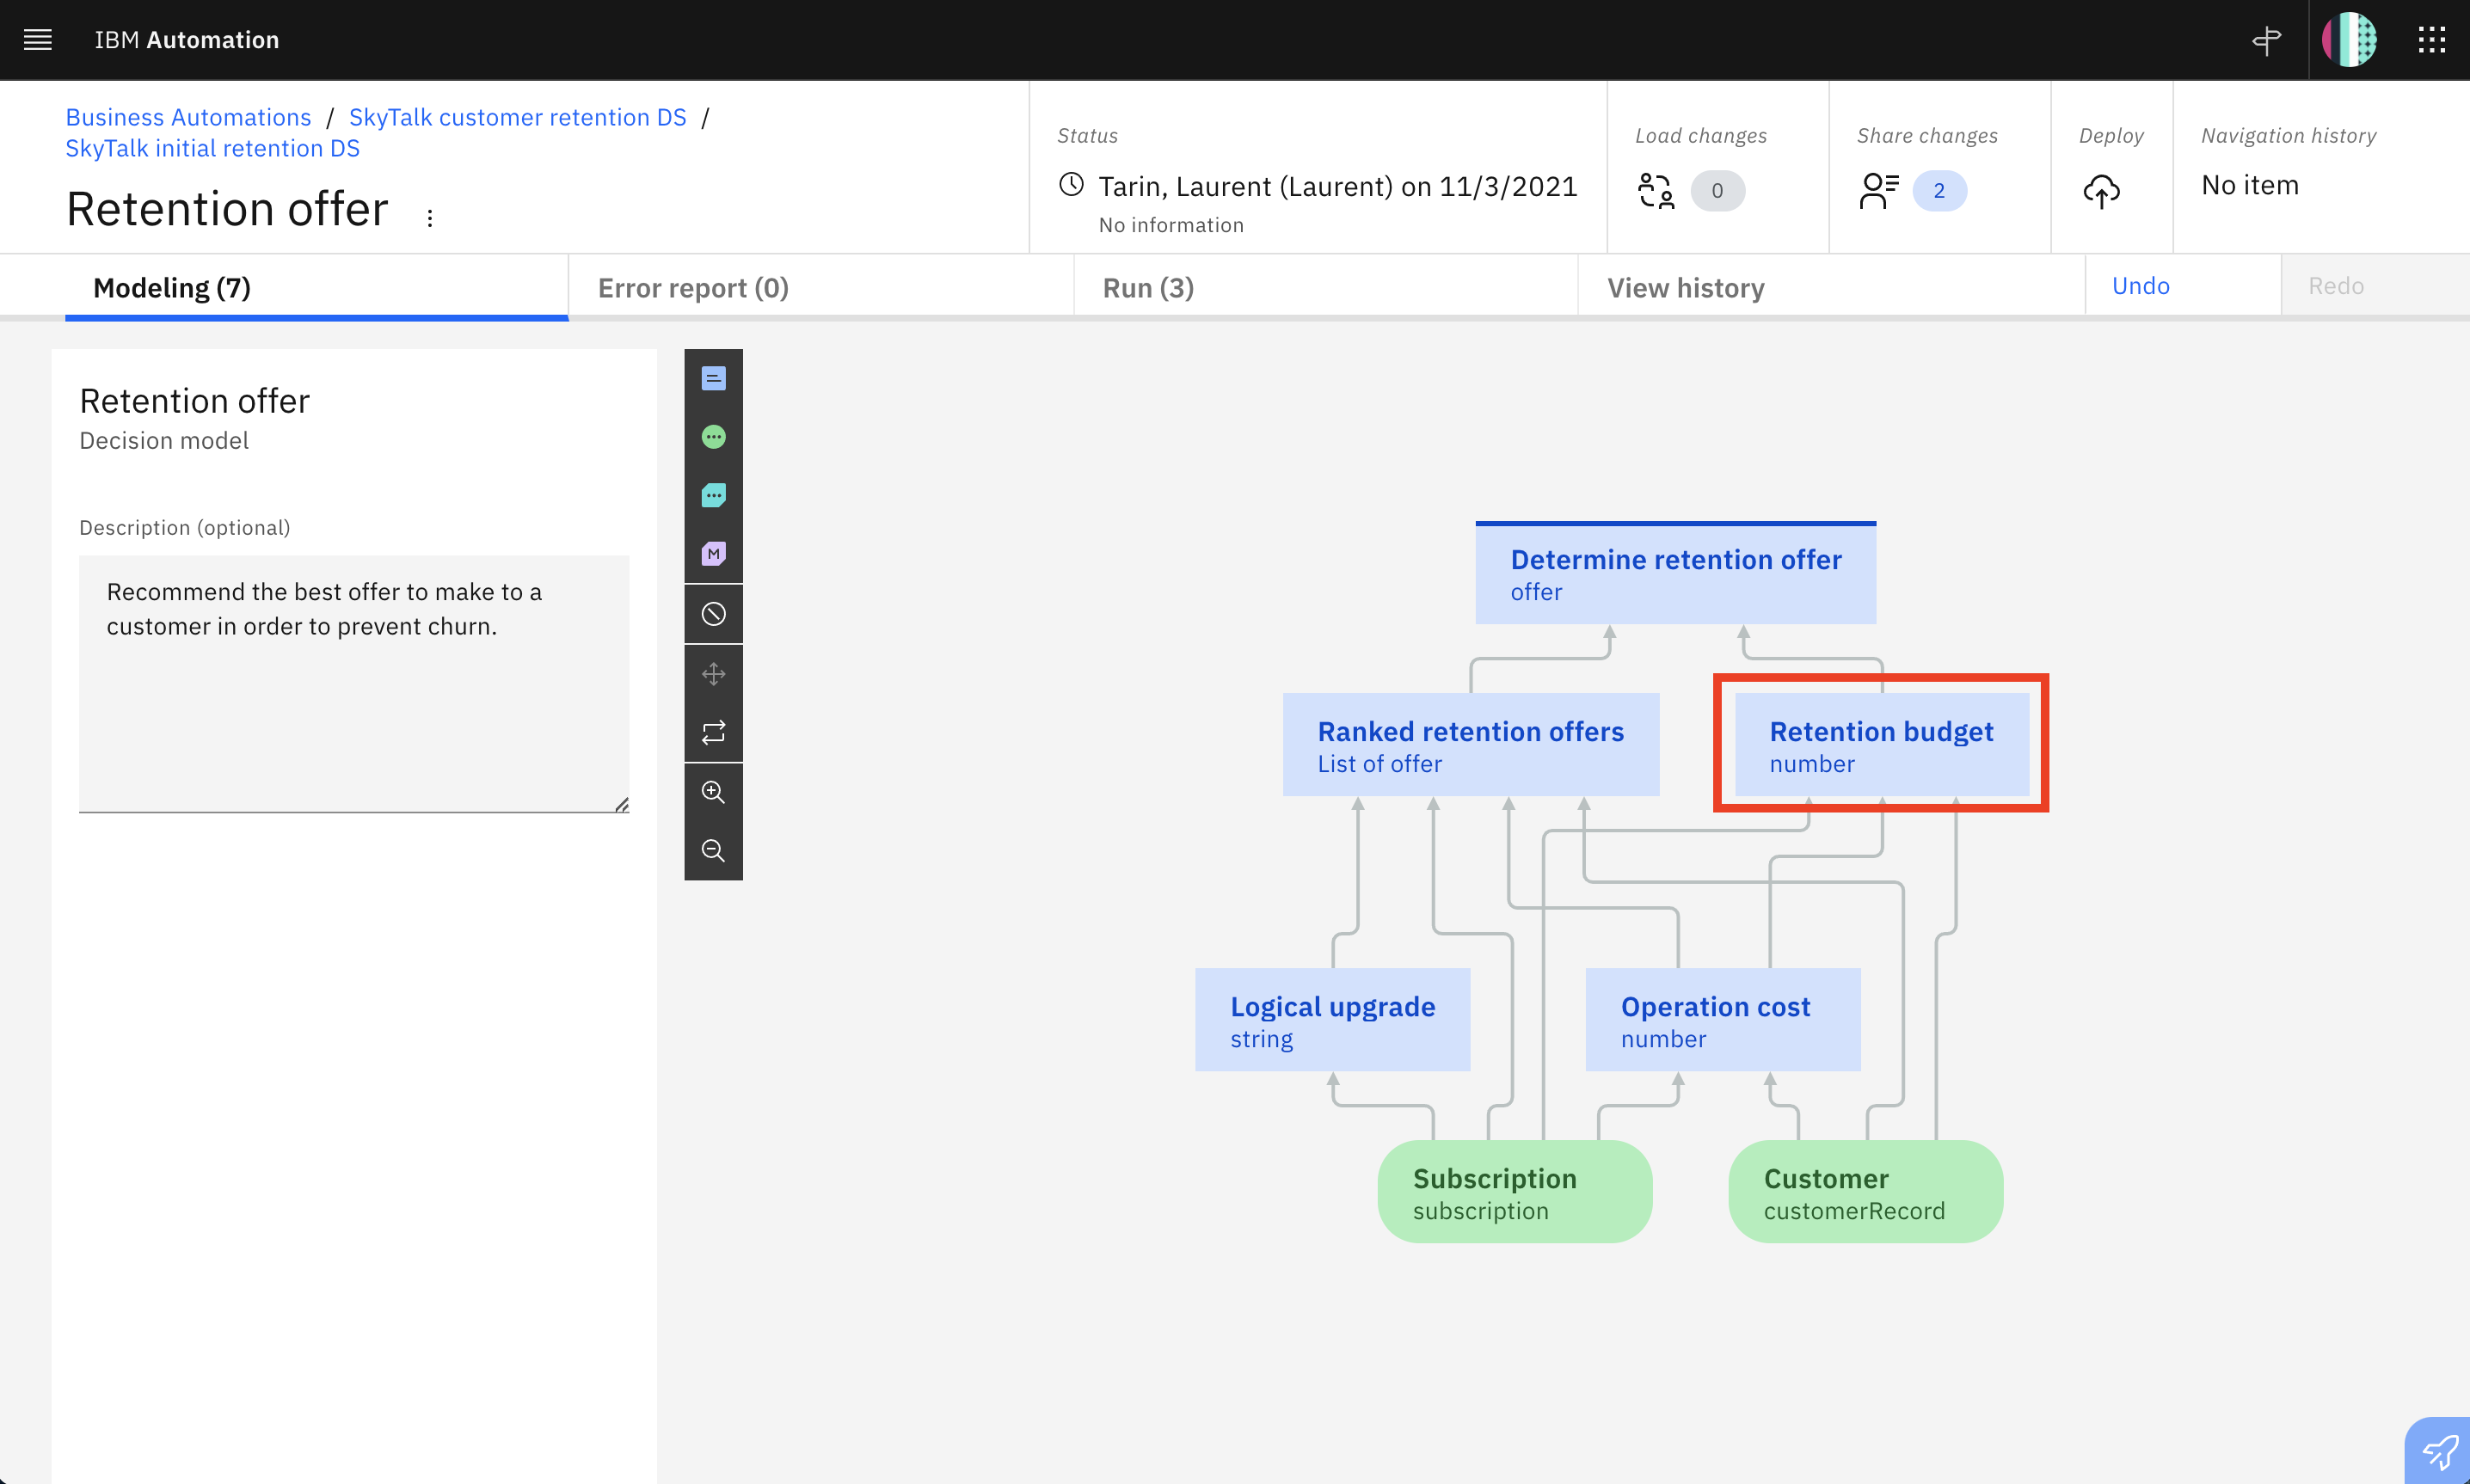 IBM Automation
Business Automations / SkyTalk customer retention DS /
SkyTalk initial retention DS
Retention offer
Status
Tarin, Laurent (Laurent) on 11/3/2021
No information
Load changes
0
Share changes
2
Deploy
Navigation history
No item
Modeling (7)
Error report (0)
Run (3)
View history
Undo
Redo
Retention offer
Decision model
Description (optional)
Recommend the best offer to make to a
customer in order to prevent churn.
M
Determine retention offer
offer
Ranked retention offers
List of offer
Retention budget
number
Logical upgrade
string
Operation cost
number
Subscription
subscription
Customer
customerRecord